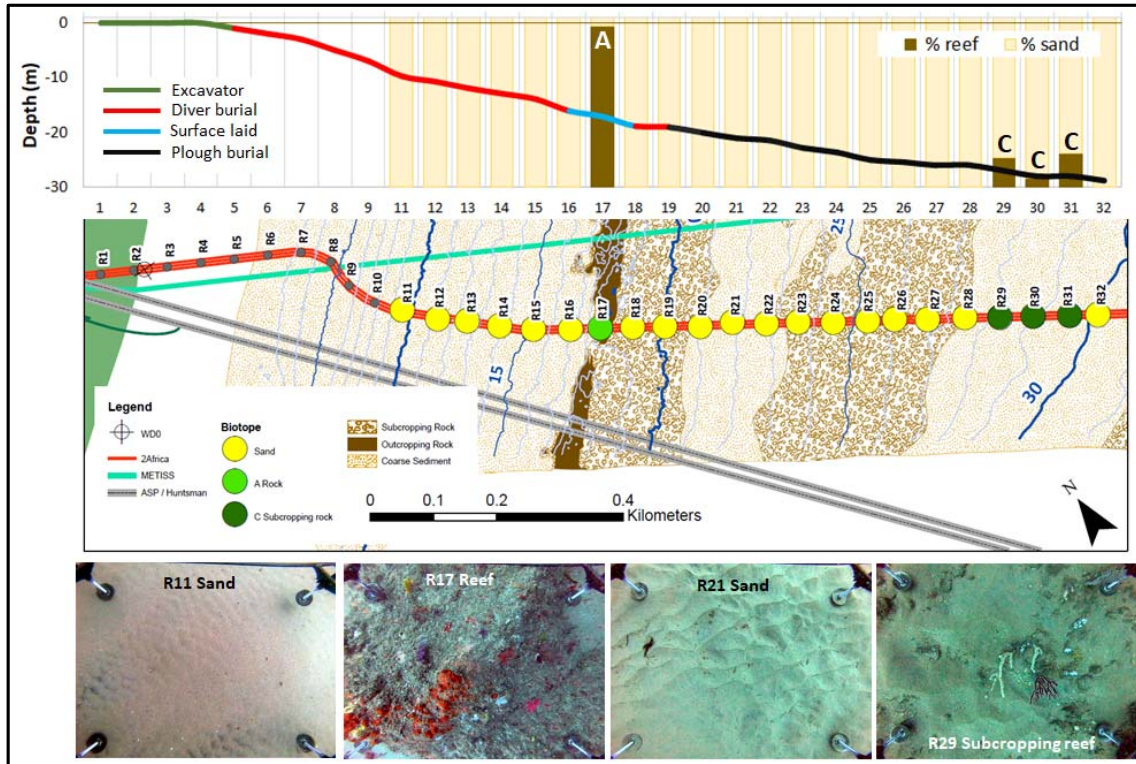 0
-10
-20
-30
Depth (m)
Excavator
Diver burial
Surface laid
Plough burial
A
% reef
% sand
C
C
C
1 2 3 4 5 6 7 8 9 10 11 12 13 14 15 16 17 18 19 20 21 22 23 24 25 26 27 28 29 30 31 32
R1
R2
R3
R4
R5
R6
R7
R8
R9
R10
R11
R12
R13
R14
R15
R16
R17
R18
R19
R20
R21
R22
R23
R24
R25
R26
R27
R28
R29
R30
R31
R32
15
25
30
Legend
WD0
2Africa
METISS
ASP / Huntsman
Biotope
Sand
A Rock
C Subcropping rock
Subcropping Rock
Outcropping Rock
Coarse Sediment
0 0.1 0.2 0.4
Kilometers
N
R11 Sand
R17 Reef
R21 Sand
R29 Subcropping reef